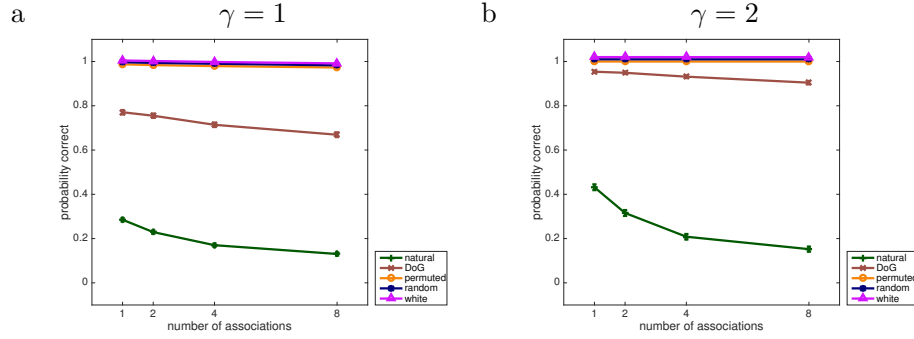 a
γ = 1
probability correct
1
0.8
0.6
0.4
0.2
0
1
2
4
8
number of associations
natural
DoG
permuted
random
white
b
γ = 2
probability correct
1
0.8
0.6
0.4
0.2
0
1
2
4
8
number of associations
natural
DoG
permuted
random
white